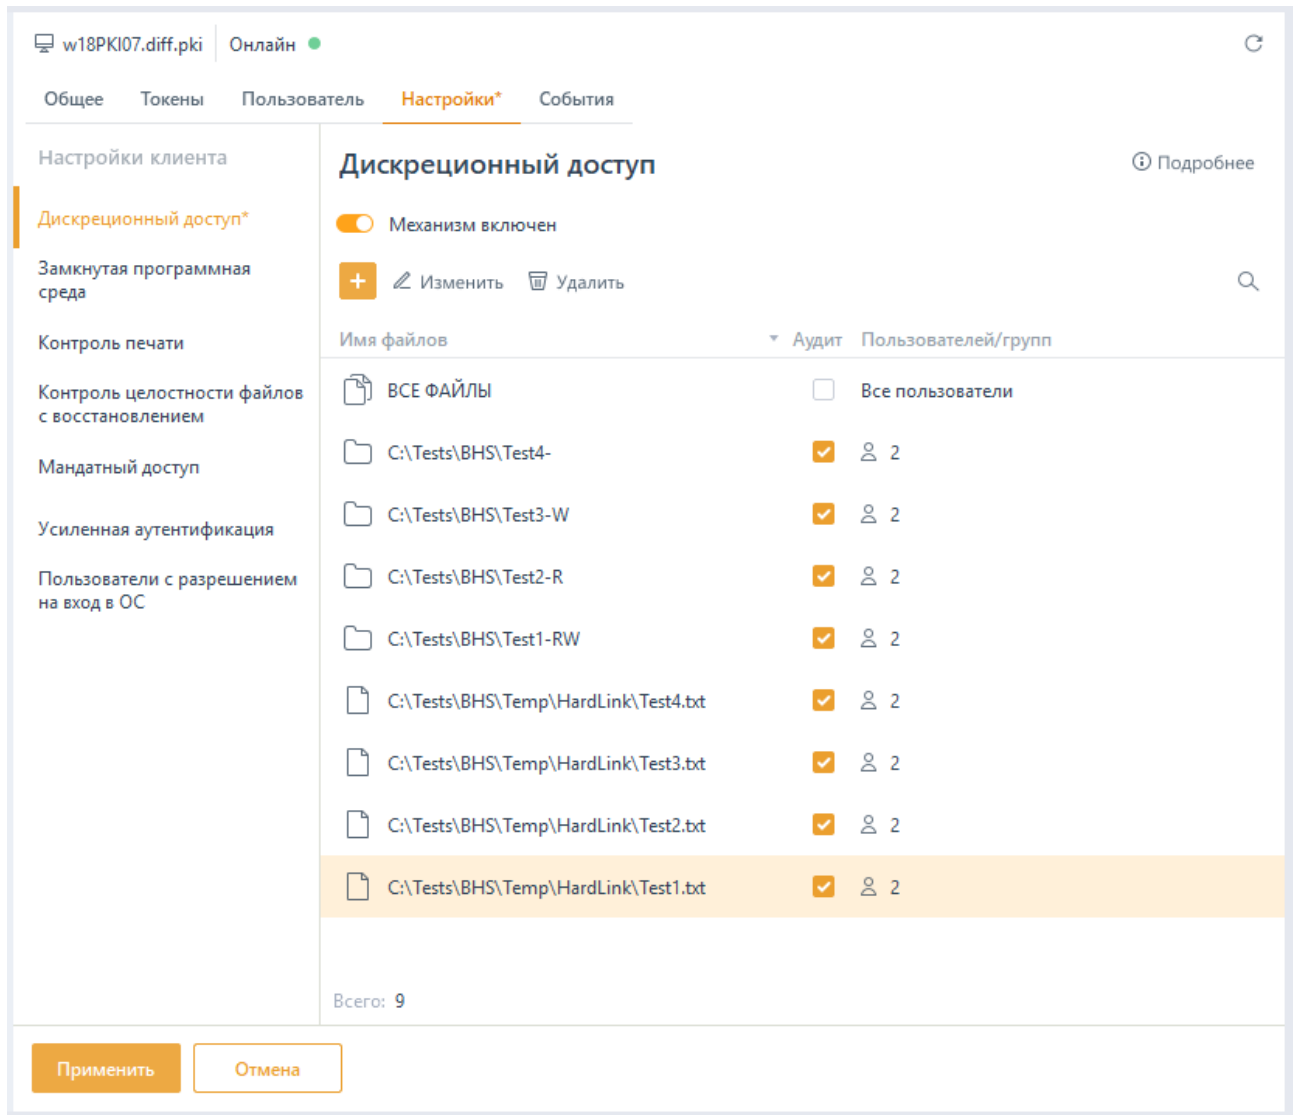 w18PKI07.diff.pki Онлайн
Общее Токены Пользователь Настройки* События
Настройки клиента
Дискреционный доступ*
Замкнутая программная
среда
Контроль печати
Контроль целостности файлов
с восстановлением
Мандатный доступ
Усиленная аутентификация
Пользователи с разрешением
на вход в ОС
Дискреционный доступ
Подробнее
Механизм включен
+ Изменить Удалить
Имя файлов Аудит Пользователей/групп
ВСЕ ФАЙЛЫ Все пользователи
C:\Tests\BHS\Test4- 2
C:\Tests\BHS\Test3-W 2
C:\Tests\BHS\Test2-R 2
C:\Tests\BHS\Test1-RW 2
C:\Tests\BHS\Temp\HardLink\Test4.txt 2
C:\Tests\BHS\Temp\HardLink\Test3.txt 2
C:\Tests\BHS\Temp\HardLink\Test2.txt 2
C:\Tests\BHS\Temp\HardLink\Test1.txt 2
Всего: 9
Применить Отмена